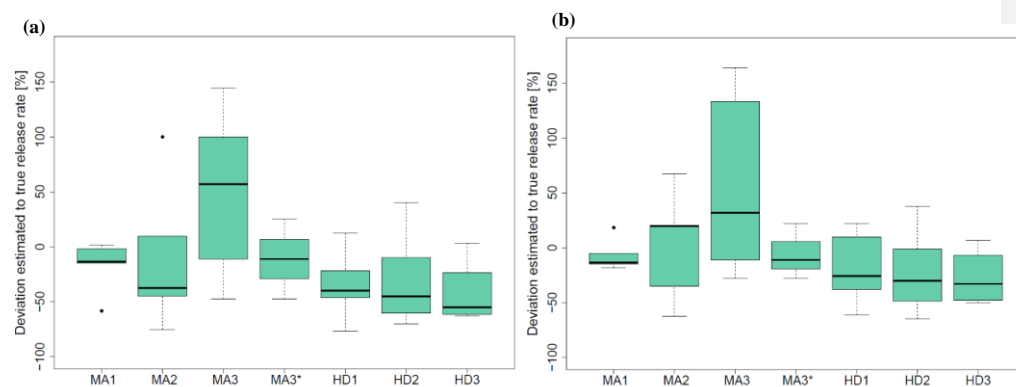 (a)
Deviation estimated to true release rate [%]
150
100
50
0
−50
−100
MA1 MA2 MA3 MA3* HD1 HD2 HD3
(b)
Deviation estimated to true release rate [%]
150
100
50
0
−50
−100
MA1 MA2 MA3 MA3* HD1 HD2 HD3